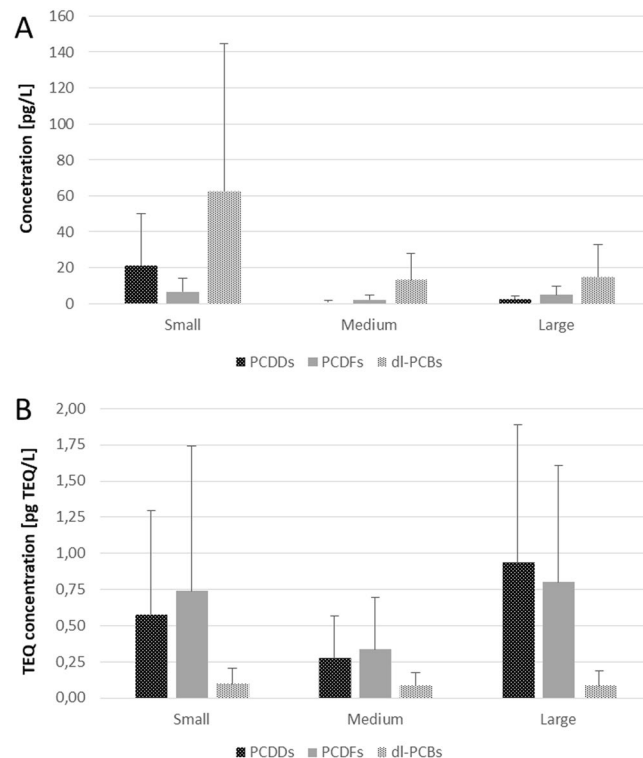 A
160
140
120
100
80
60
40
20
0
Concetration [pg/L]
Small Medium Large
PCDDs PCDFs dl-PCBs
B
2,00
1,75
1,50
1,25
1,00
0,75
0,50
0,25
0,00
TEQ concentration [pg TEQ/L]
Small Medium Large
PCDDs PCDFs dl-PCBs